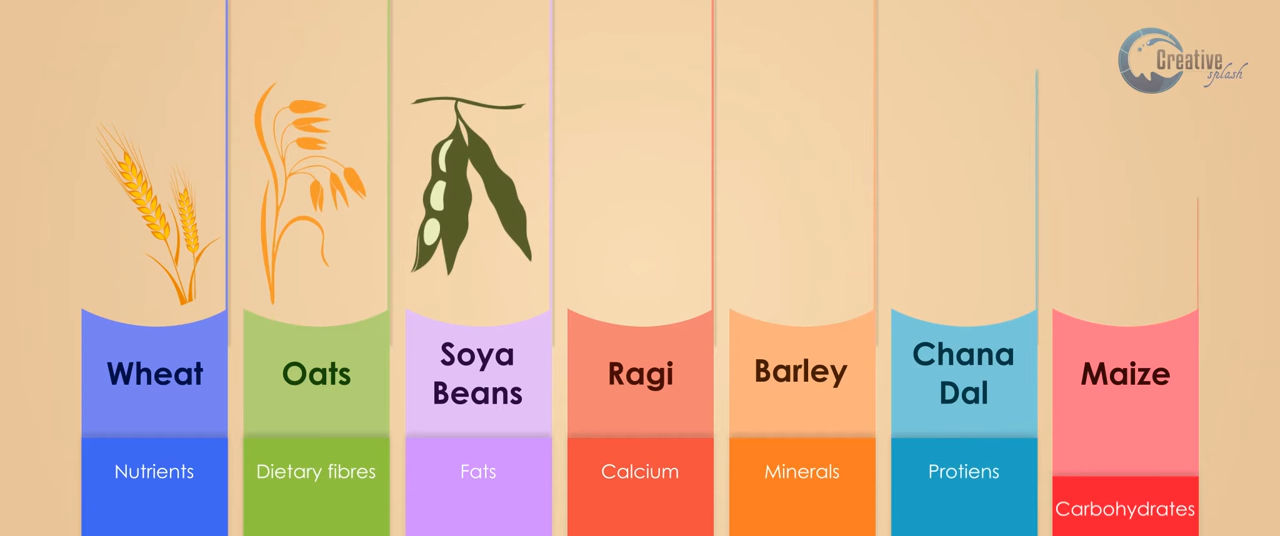 Creative
splash
Wheat
Oats
Soya
Beans
Ragi
Barley
Chana
Dal
Maize
Nutrients
Dietary fibres
Fats
Calcium
Minerals
Protiens
Carbohydrates